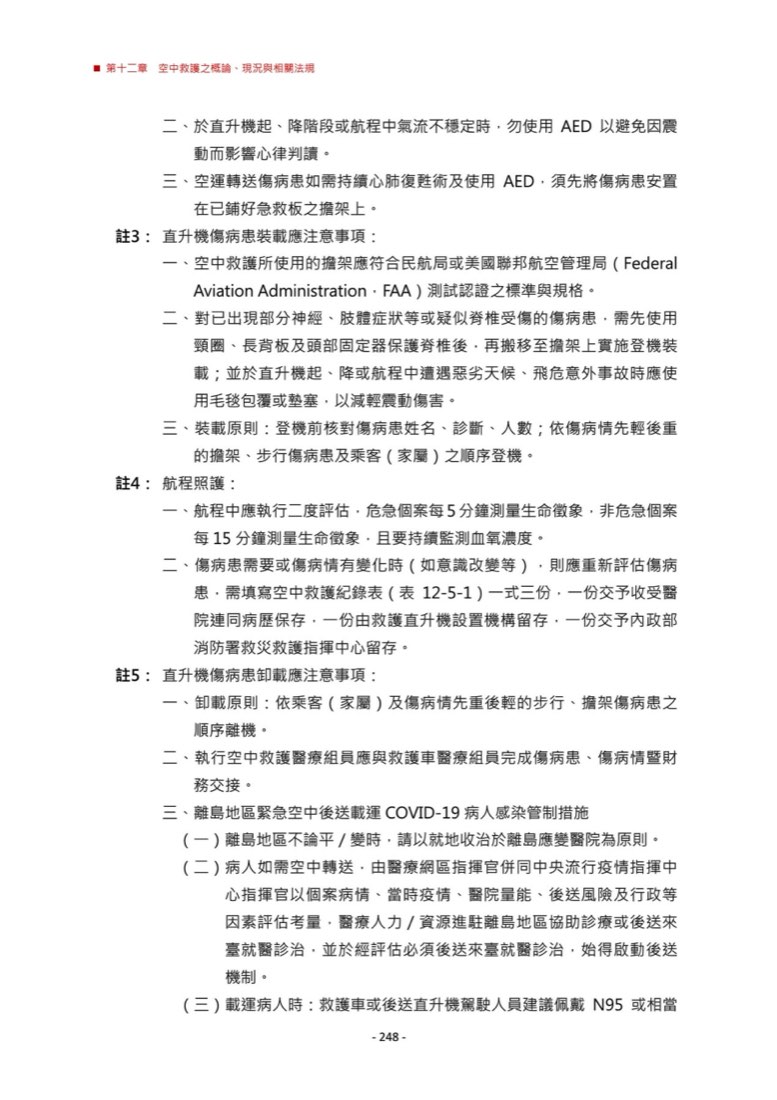 ■ 第十二章　空中救護之概論、現況與相關法規
二、於直升機起、降階段或航程中氣流不穩定時，勿使用 AED 以避免因震
動而影響心律判讀。
三、空運轉送傷病患如需持續心肺復甦術及使用 AED，須先將傷病患安置
在已鋪好急救板之擔架上。
註3：直升機傷病患裝載應注意事項：
一、空中救護所使用的擔架應符合民航局或美國聯邦航空管理局（Federal
Aviation Administration，FAA）測試認證之標準與規格。
二、對已出現部分神經、肢體症狀等或疑似脊椎受傷的傷病患，需先使用
頸圈、長背板及頭部固定器保護脊椎後，再搬移至擔架上實施登機裝
載；並於直升機起、降或航程中遭遇惡劣天候、飛危意外事故時應使
用毛毯包覆或墊塞，以減輕震動傷害。
三、裝載原則：登機前核對傷病患姓名、診斷、人數；依傷病情先輕後重
的擔架、步行傷病患及乘客（家屬）之順序登機。
註4：航程照護：
一、航程中應執行二度評估，危急個案每 5 分鐘測量生命徵象，非危急個案
每 15 分鐘測量生命徵象，且要持續監測血氧濃度。
二、傷病患需要或傷病情有變化時（如意識改變等），則應重新評估傷病
患，需填寫空中救護紀錄表（表 12-5-1）一式三份，一份交予收受醫
院連同病歷保存，一份由救護直升機設置機構留存，一份交予內政部
消防署救災救護指揮中心留存。
註5：直升機傷病患卸載應注意事項：
一、卸載原則：依乘客（家屬）及傷病情先重後輕的步行、擔架傷病患之
順序離機。
二、執行空中救護醫療組員應與救護車醫療組員完成傷病患、傷病情暨財
務交接。
三、離島地區緊急空中後送載運 COVID-19 病人感染管制措施
（一）離島地區不論平 / 變時，請以就地收治於離島應變醫院為原則。
（二）病人如需空中轉送，由醫療網區指揮官併同中央流行疫情指揮中
心指揮官以個案病情、當時疫情、醫院量能、後送風險及行政等
因素評估考量，醫療人力 / 資源進駐離島地區協助診療或後送來
臺就醫診治，並於經評估必須後送來臺就醫診治，始得啟動後送
機制。
（三）載運病人時：救護車或後送直升機駕駛人員建議佩戴 N95 或相當
- 248 -